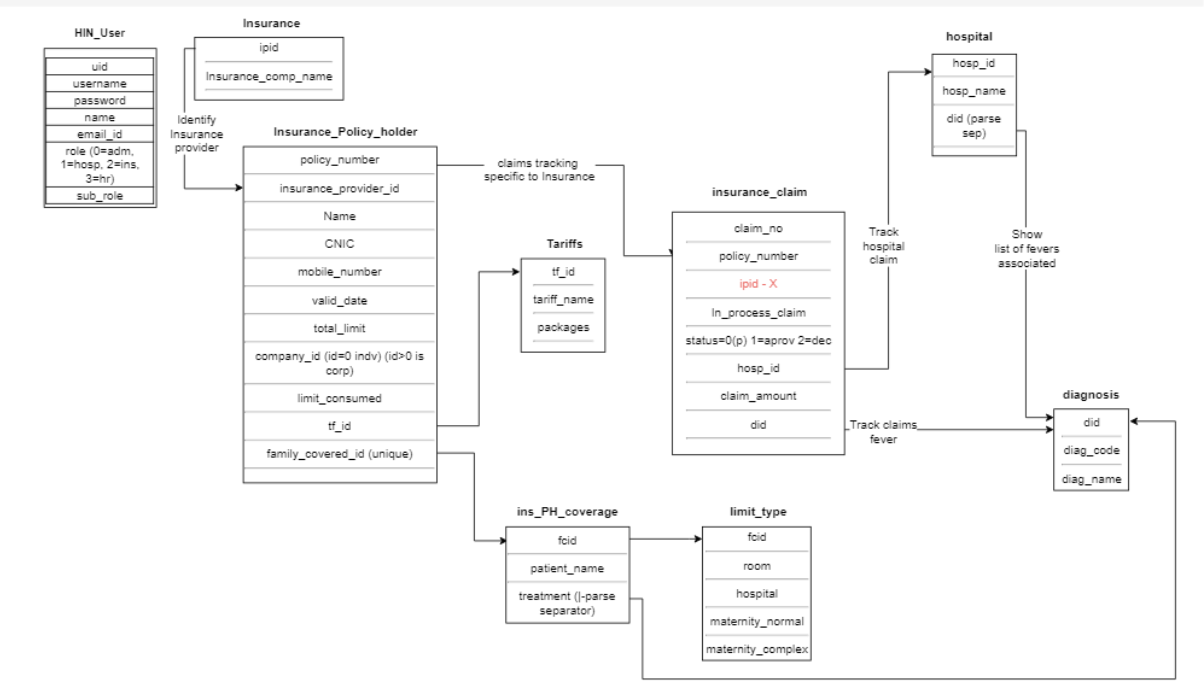 HIN_User
uid
username
password
name
email_id
role (0=adm,
1=hosp, 2=ins,
3=hr)
sub_role
Insurance
ipid
Insurance_comp_name
Identify
Insurance
provider
Insurance_Policy_holder
policy_number
insurance_provider_id
Name
CNIC
mobile_number
valid_date
total_limit
company_id (id=0 indv) (id>0 is
corp)
limit_consumed
tf_id
family_covered_id (unique)
claims tracking
specific to Insurance
Tariffs
tf_id
tariff_name
packages
insurance_claim
claim_no
policy_number
ipid - X
In_process_claim
status=0(p) 1=aprov 2=dec
hosp_id
claim_amount
did
Track
hospital
claim
Track claims
fever
hospital
hosp_id
hosp_name
did (parse
sep)
Show
list of fevers
associated
diagnosis
did
diag_code
diag_name
ins_PH_coverage
fcid
patient_name
treatment (|-parse
separator)
limit_type
fcid
room
hospital
maternity_normal
maternity_complex